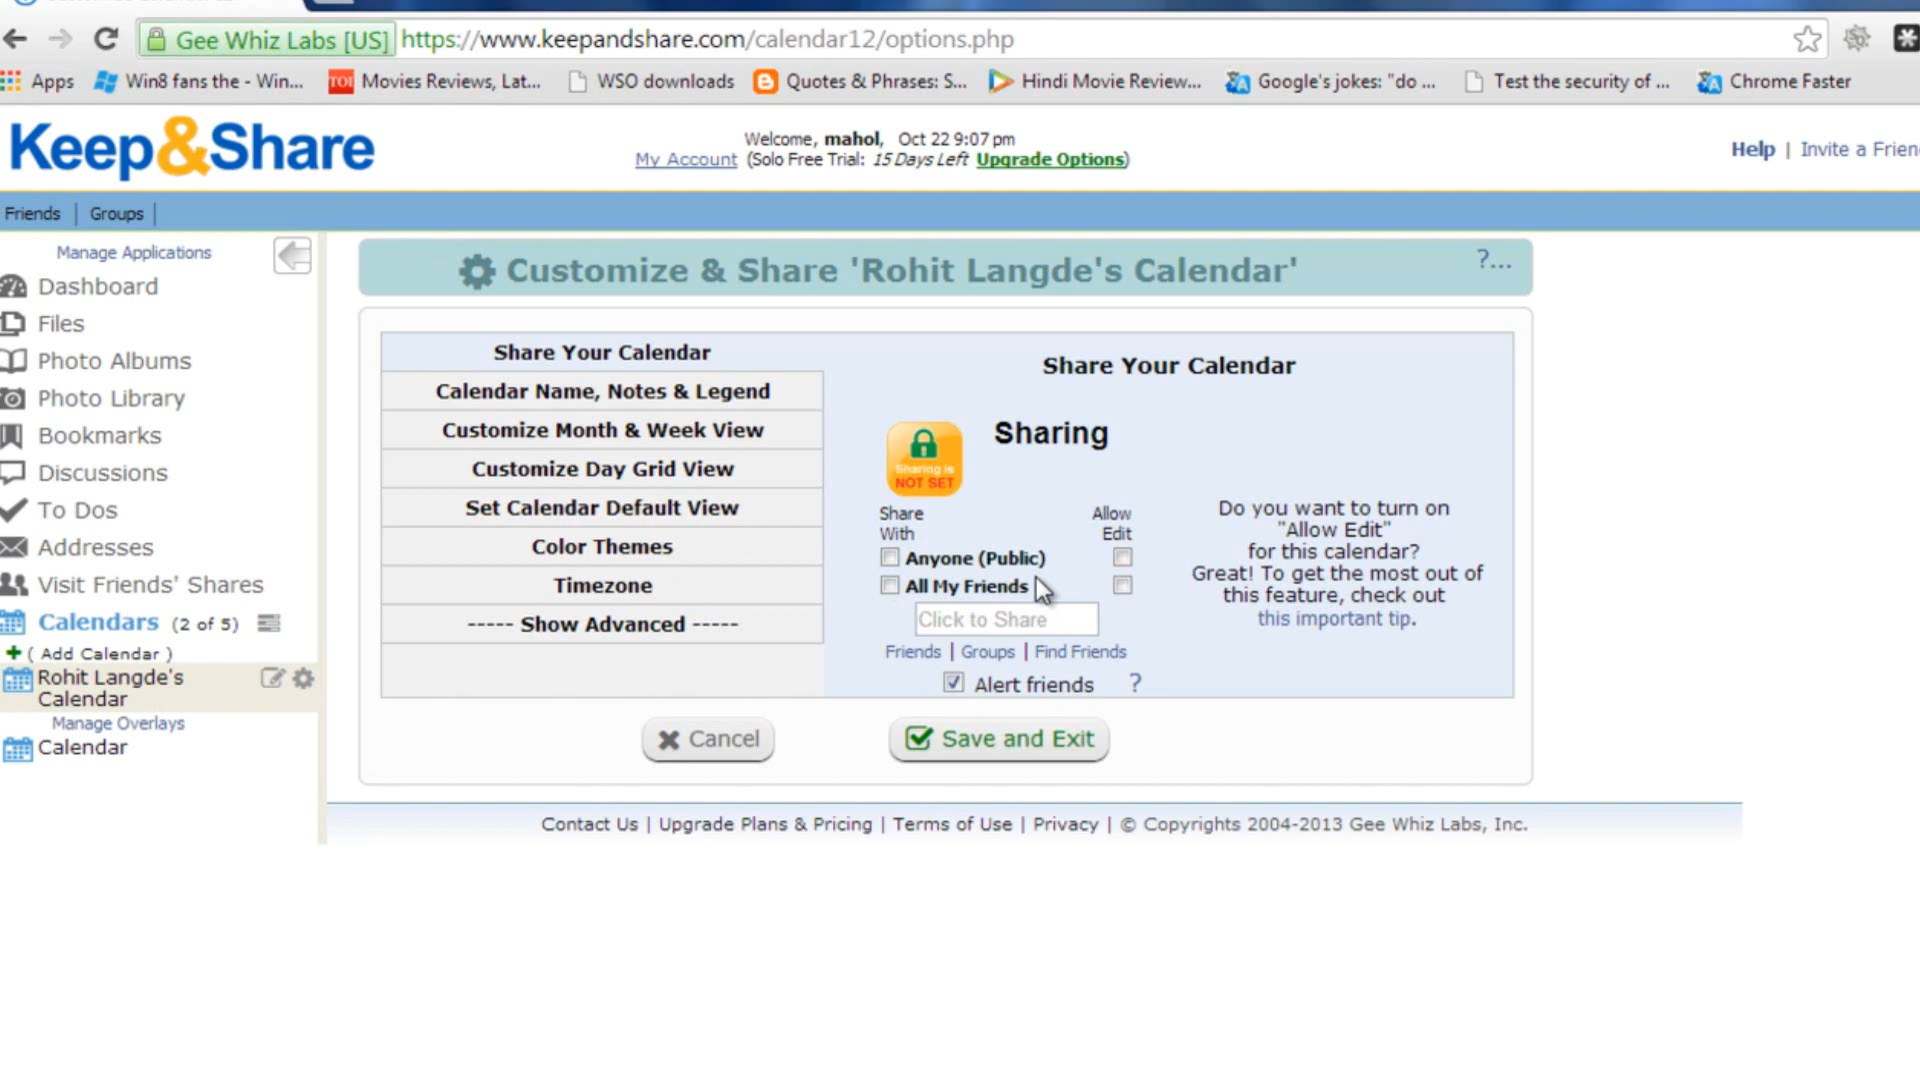 Gee Whiz Labs [US] https://www.keepandshare.com/calendar12/options.php
Apps Win8 fans the - Win... TOI Movies Reviews, Lat... WSO downloads Quotes & Phrases: S... Hindi Movie Review... Google's jokes: "do ... Test the security of ... Chrome Faster
Keep&Share
Welcome, mahol, Oct 22 9:07 pm
My Account (Solo Free Trial: 15 Days Left Upgrade Options)
Help | Invite a Frien
Friends | Groups |
Manage Applications
Dashboard
Files
Photo Albums
Photo Library
Bookmarks
Discussions
To Dos
Addresses
Visit Friends' Shares
Calendars (2 of 5)
+ ( Add Calendar )
Rohit Langde's
Calendar
Manage Overlays
Calendar
Customize & Share 'Rohit Langde's Calendar'
?...
Share Your Calendar
Calendar Name, Notes & Legend
Customize Month & Week View
Customize Day Grid View
Set Calendar Default View
Color Themes
Timezone
----- Show Advanced -----
Share Your Calendar
Sharing is
NOT SET
Sharing
Share
With
Allow
Edit
Anyone (Public)
All My Friends
Click to Share
Friends | Groups | Find Friends
Alert friends ?
Do you want to turn on
"Allow Edit"
for this calendar?
Great! To get the most out of
this feature, check out
this important tip.
Cancel
Save and Exit
Contact Us | Upgrade Plans & Pricing | Terms of Use | Privacy | © Copyrights 2004-2013 Gee Whiz Labs, Inc.